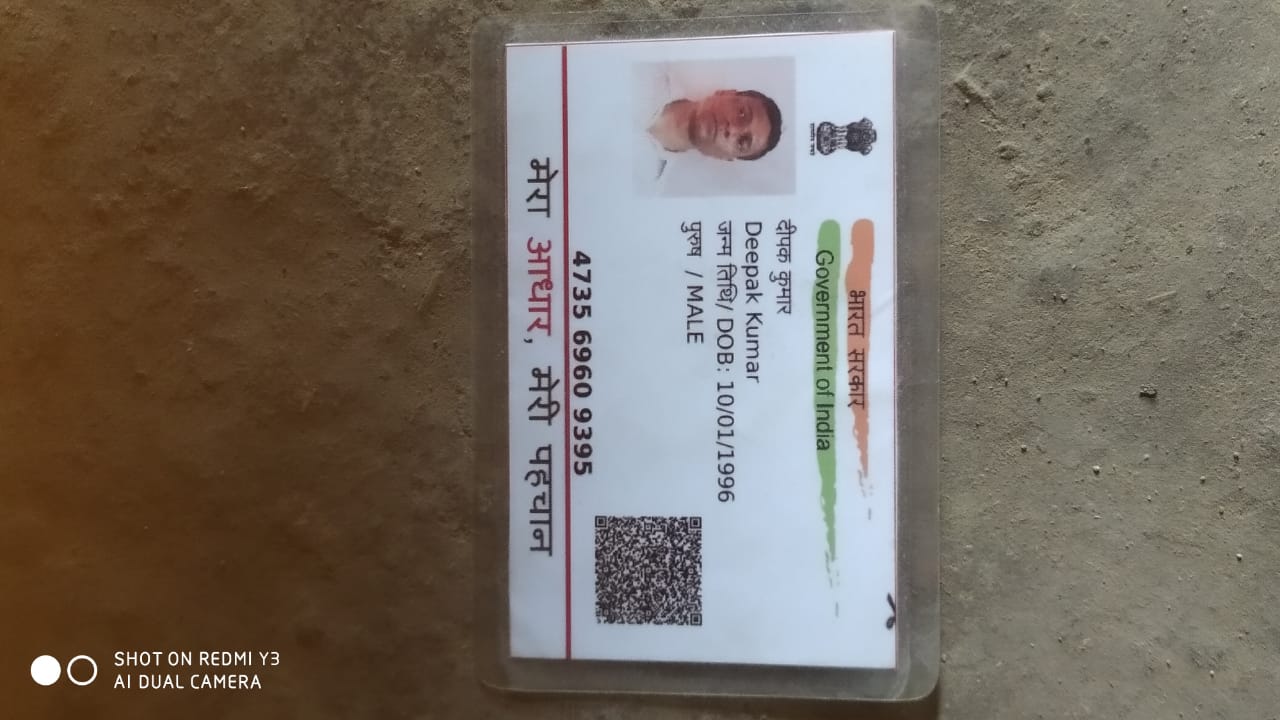 भारत सरकार
Government of India
दीपक कुमार
Deepak Kumar
जन्म तिथि/ DOB: 10/01/1996
पुरुष / MALE
4735 6960 9395
मेरा आधार, मेरी पहचान
SHOT ON REDMI Y3
AI DUAL CAMERA